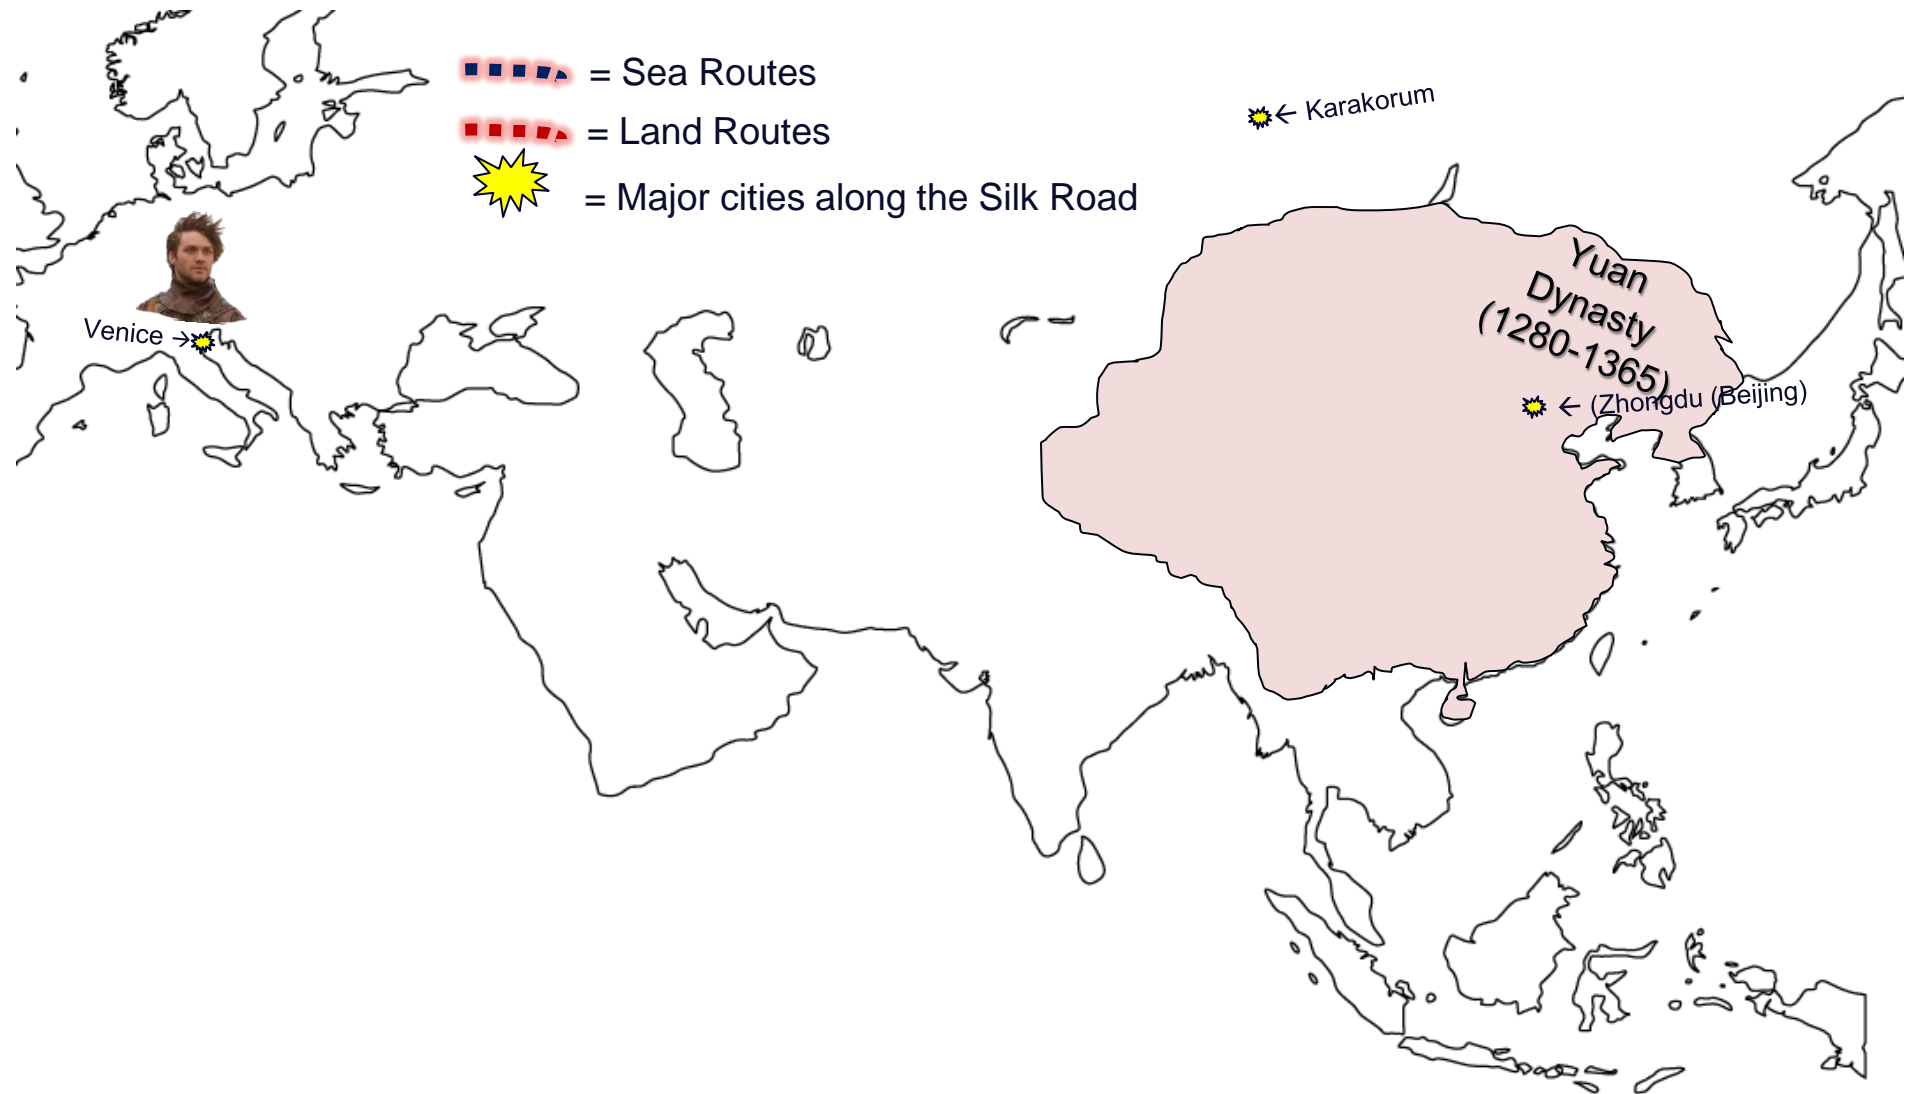 = Sea Routes
= Land Routes
= Major cities along the Silk Road
← Karakorum
Venice →
Yuan
Dynasty
(1280-1365)
← (Zhongdu (Beijing)